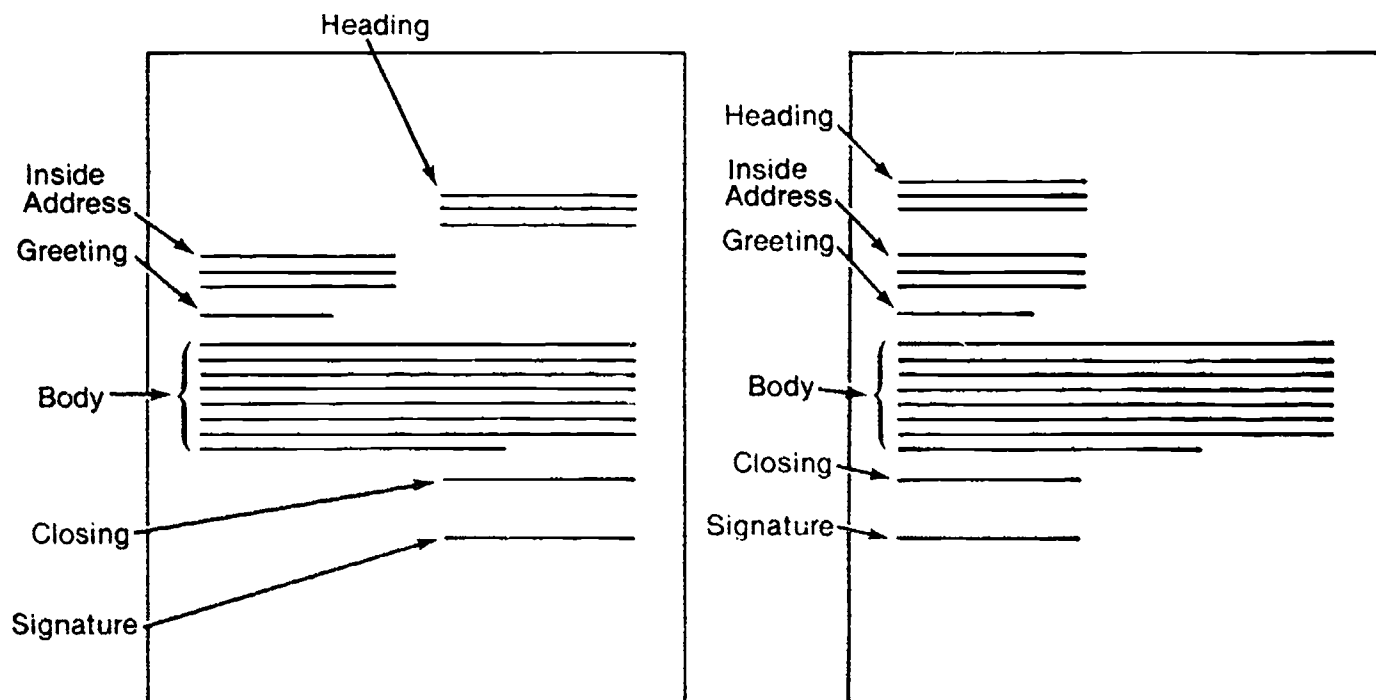 Heading
Inside
Address
Greeting
Body
Closing
Signature
Heading
Inside
Address
Greeting
Body
Closing
Signature